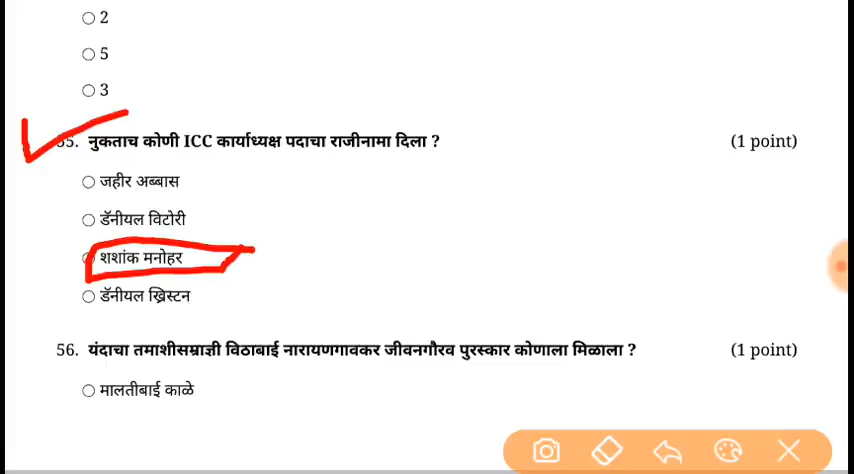 2
5
3
55. नुकताच कोणी ICC कार्याध्यक्ष पदाचा राजीनामा दिला ? (1 point)
जहीर अब्बास
डॅनीयल विटोरी
शशांक मनोहर
डॅनीयल ख्रिस्टन
56. यंदाचा तमाशीसम्राज्ञी विठाबाई नारायणगावकर जीवनगौरव पुरस्कार कोणाला मिळाला ? (1 point)
मालतीबाई काळे